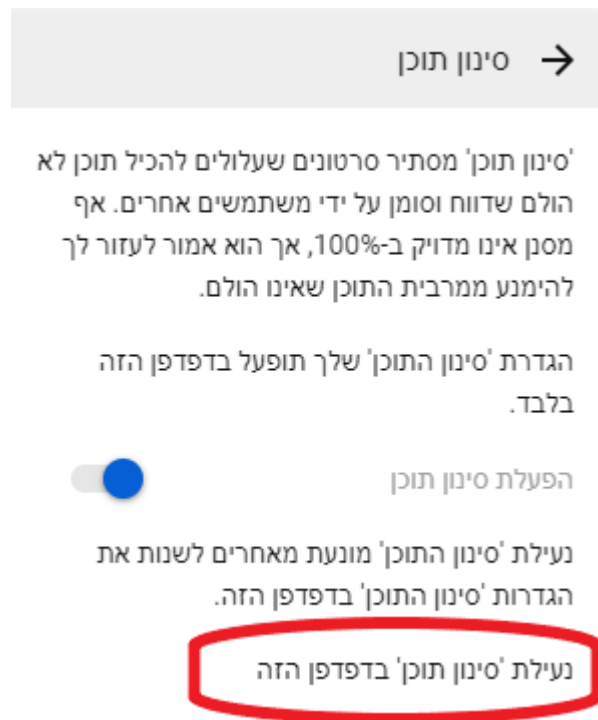 סינון תוכן
'סינון תוכן' מסתיר סרטונים שעלולים להכיל תוכן לא
הולם שדווח וסומן על ידי משתמשים אחרים. אף
מסנן אינו מדויק ב-100%, אך הוא אמור לעזור לך
להימנע ממרבית התוכן שאינו הולם.
הגדרת 'סינון התוכן' שלך תופעל בדפדפן הזה
בלבד.
הפעלת סינון תוכן
נעילת 'סינון התוכן' מונעת מאחרים לשנות את
הגדרות 'סינון התוכן' בדפדפן הזה.
נעילת 'סינון תוכן' בדפדפן הזה